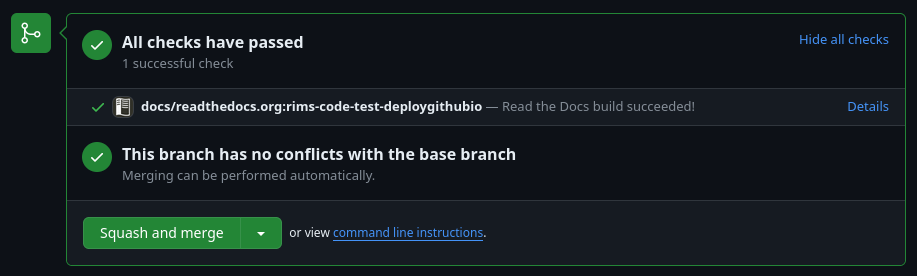 All checks have passed
Hide all checks
1 successful check
docs/readthedocs.org:rims-code-test-deploygithubio — Read the Docs build succeeded!
Details
This branch has no conflicts with the base branch
Merging can be performed automatically.
Squash and merge
or view command line instructions.